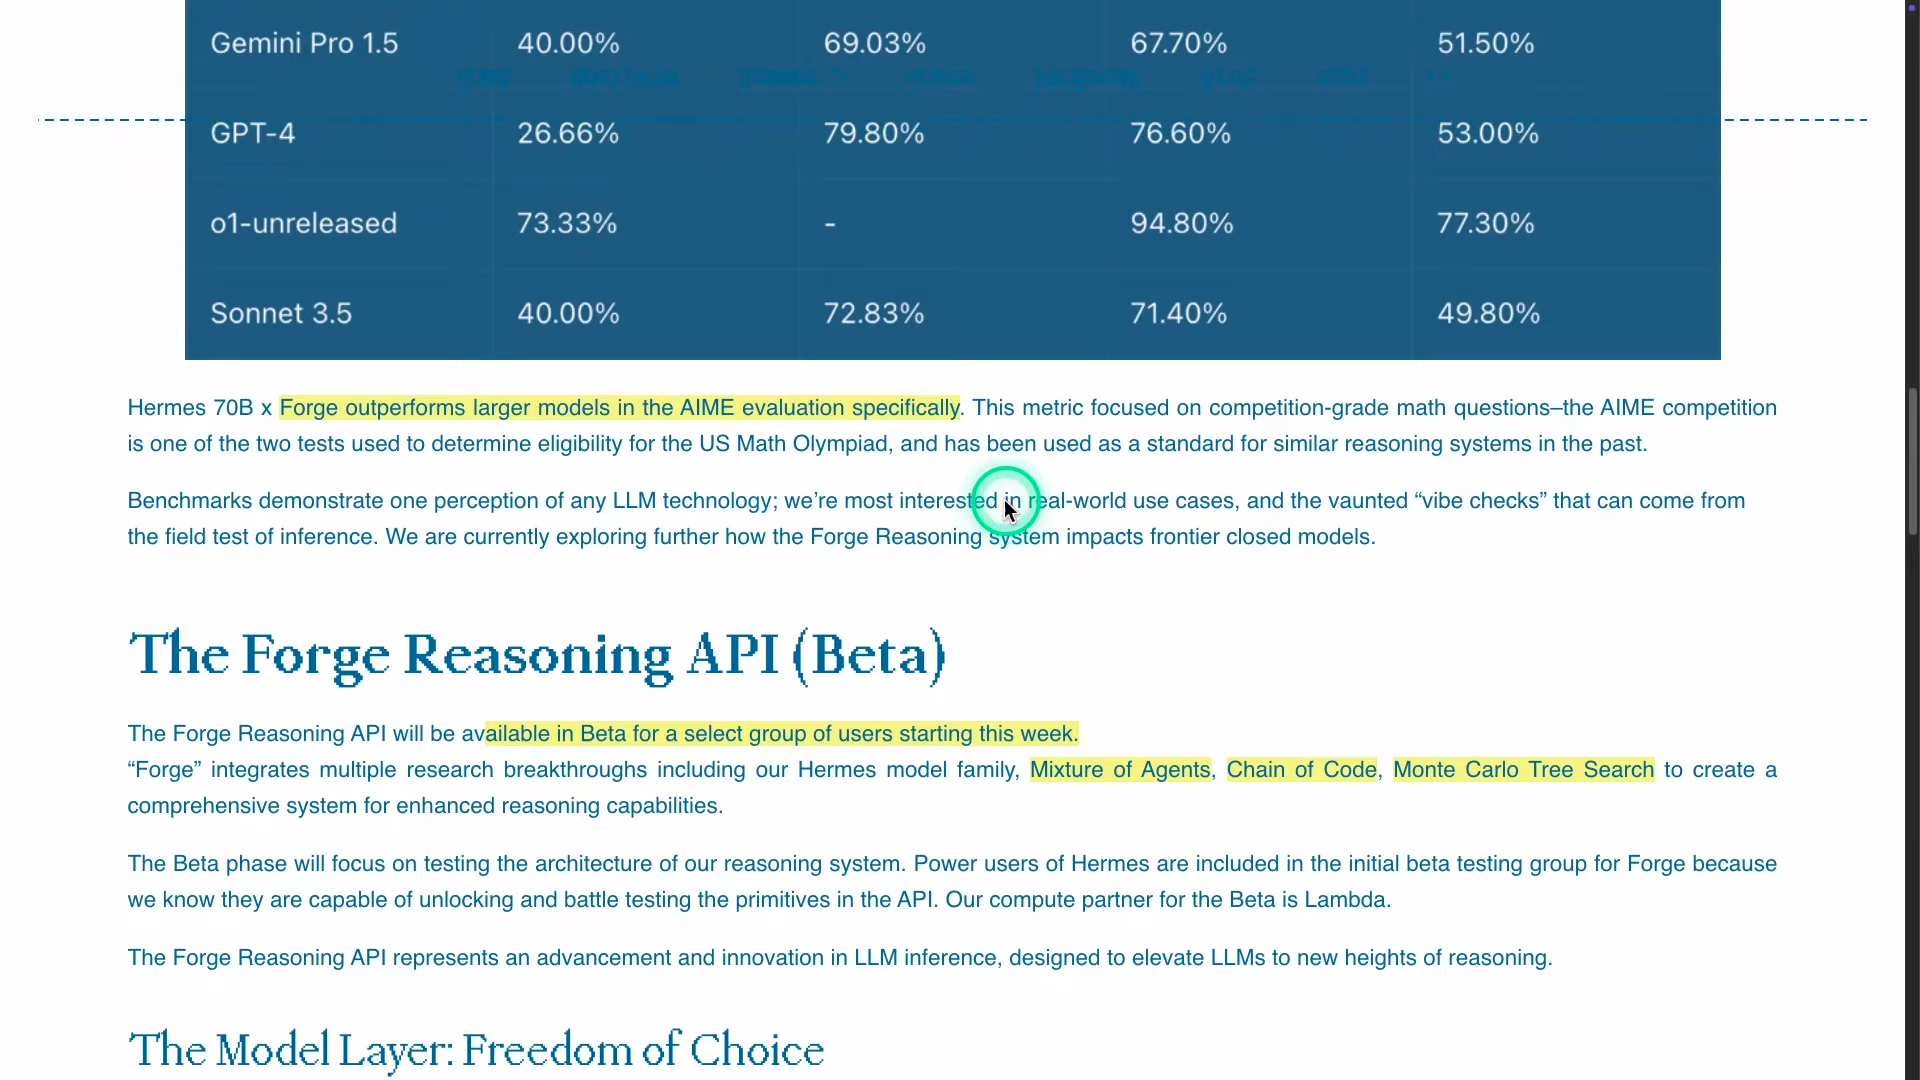 Gemini Pro 1.5 40.00% 69.03% 67.70% 51.50%
GPT-4 26.66% 79.80% 76.60% 53.00%
o1-unreleased 73.33% - 94.80% 77.30%
Sonnet 3.5 40.00% 72.83% 71.40% 49.80%
Hermes 70B x Forge outperforms larger models in the AIME evaluation specifically. This metric focused on competition-grade math questions–the AIME competition
is one of the two tests used to determine eligibility for the US Math Olympiad, and has been used as a standard for similar reasoning systems in the past.
Benchmarks demonstrate one perception of any LLM technology; we’re most interested in real-world use cases, and the vaunted “vibe checks” that can come from
the field test of inference. We are currently exploring further how the Forge Reasoning system impacts frontier closed models.
The Forge Reasoning API (Beta)
The Forge Reasoning API will be available in Beta for a select group of users starting this week.
“Forge” integrates multiple research breakthroughs including our Hermes model family, Mixture of Agents, Chain of Code, Monte Carlo Tree Search to create a
comprehensive system for enhanced reasoning capabilities.
The Beta phase will focus on testing the architecture of our reasoning system. Power users of Hermes are included in the initial beta testing group for Forge because
we know they are capable of unlocking and battle testing the primitives in the API. Our compute partner for the Beta is Lambda.
The Forge Reasoning API represents an advancement and innovation in LLM inference, designed to elevate LLMs to new heights of reasoning.
The Model Layer: Freedom of Choice